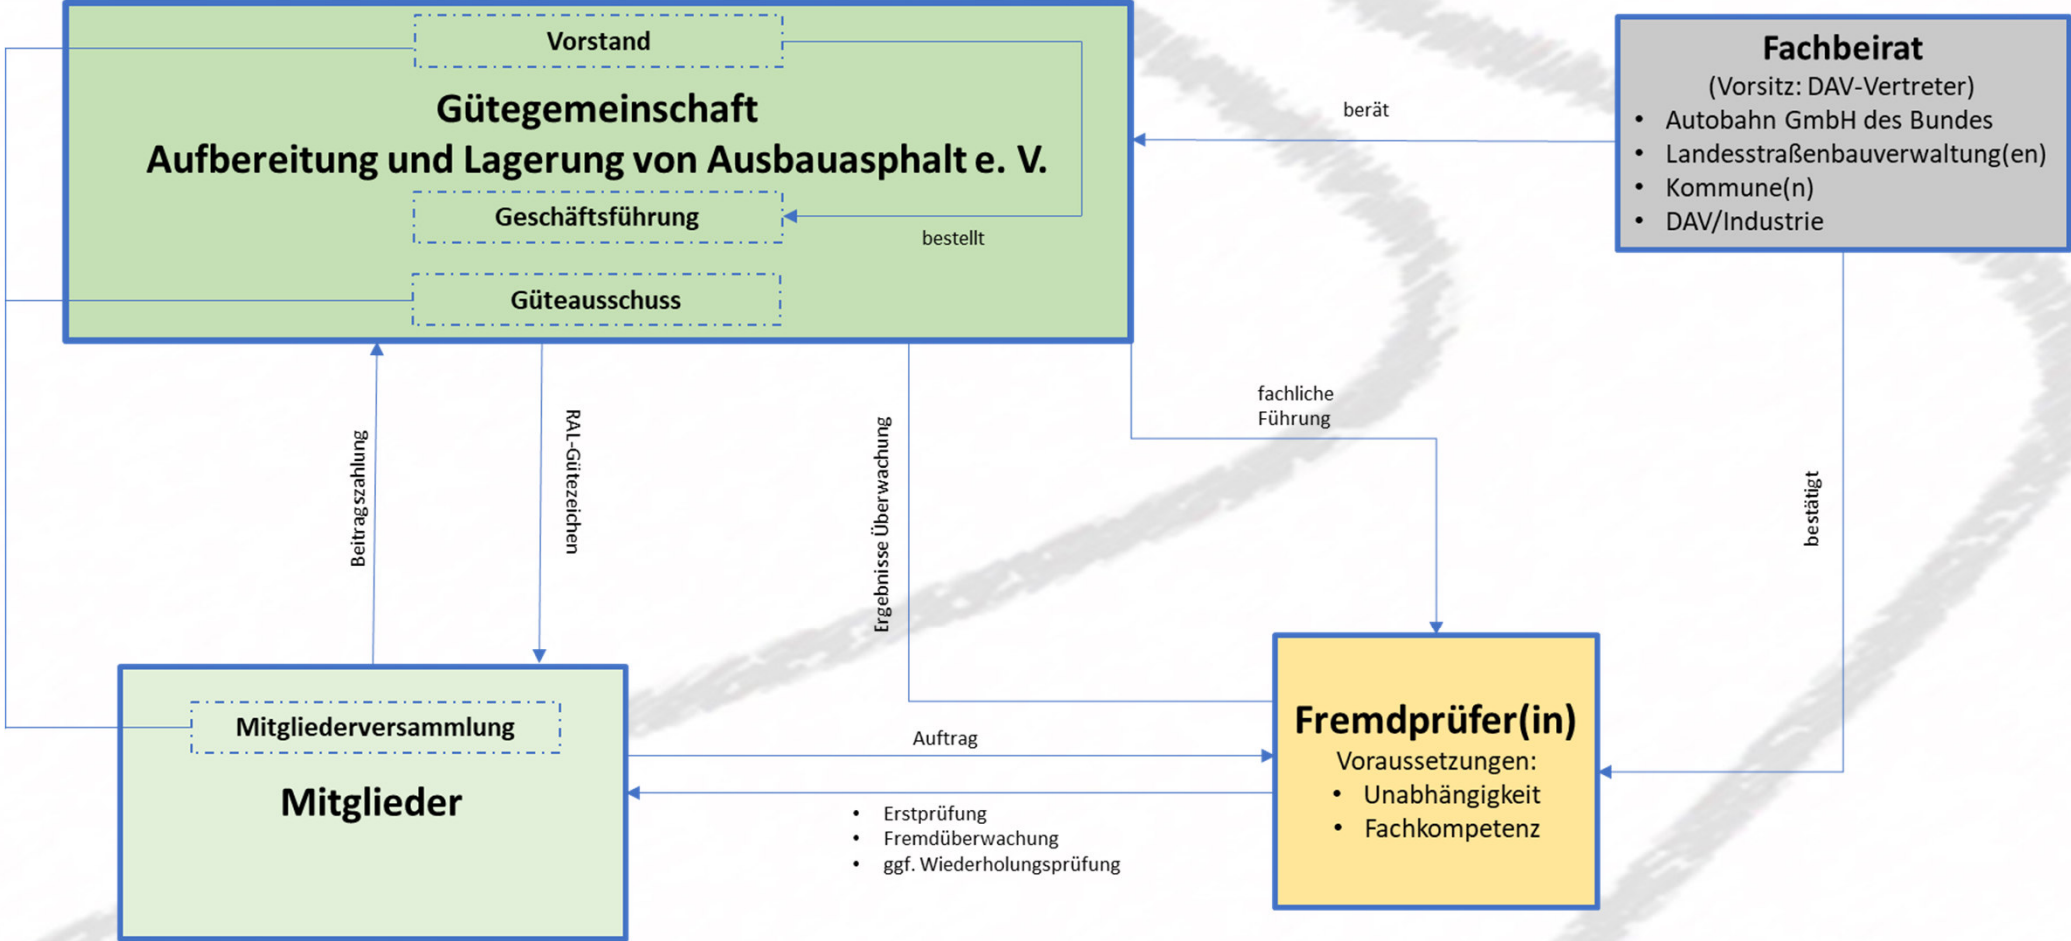 Vorstand
Gütegemeinschaft
Aufbereitung und Lagerung von Ausbauasphalt e. V.
Geschäftsführung
bestellt
Güteausschuss
berät
Fachbeirat
(Vorsitz: DAV-Vertreter)
• Autobahn GmbH des Bundes
• Landesstraßenbauverwaltung(en)
• Kommune(n)
• DAV/Industrie
Beitragszahlung
RAL-Gütezeichen
Ergebnisse Überwachung
fachliche
Führung
bestätigt
Mitgliederversammlung
Mitglieder
Auftrag
• Erstprüfung
• Fremdüberwachung
• ggf. Wiederholungsprüfung
Fremdprüfer(in)
Voraussetzungen:
• Unabhängigkeit
• Fachkompetenz